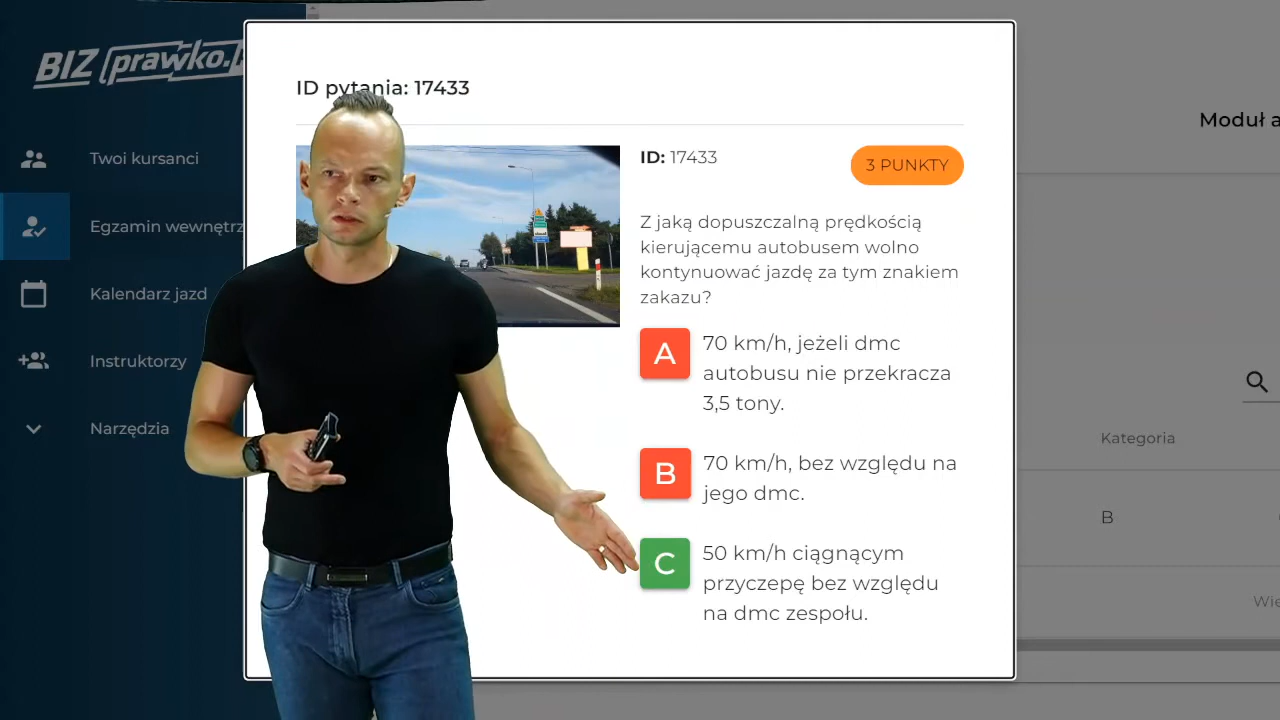 BIZ prawko.
Twoi kursanci
Egzamin wewnętrz
Kalendarz jazd
Instruktorzy
Narzędzia
ID pytania: 17433
ID: 17433
3 PUNKTY
Z jaką dopuszczalną prędkością
kierującemu autobusem wolno
kontynuować jazdę za tym znakiem
zakazu?
A
70 km/h, jeżeli dmc
autobusu nie przekracza
3,5 tony.
B
70 km/h, bez względu na
jego dmc.
C
50 km/h ciągnącym
przyczepę bez względu
na dmc zespołu.
Moduł a
Kategoria
B
Wie